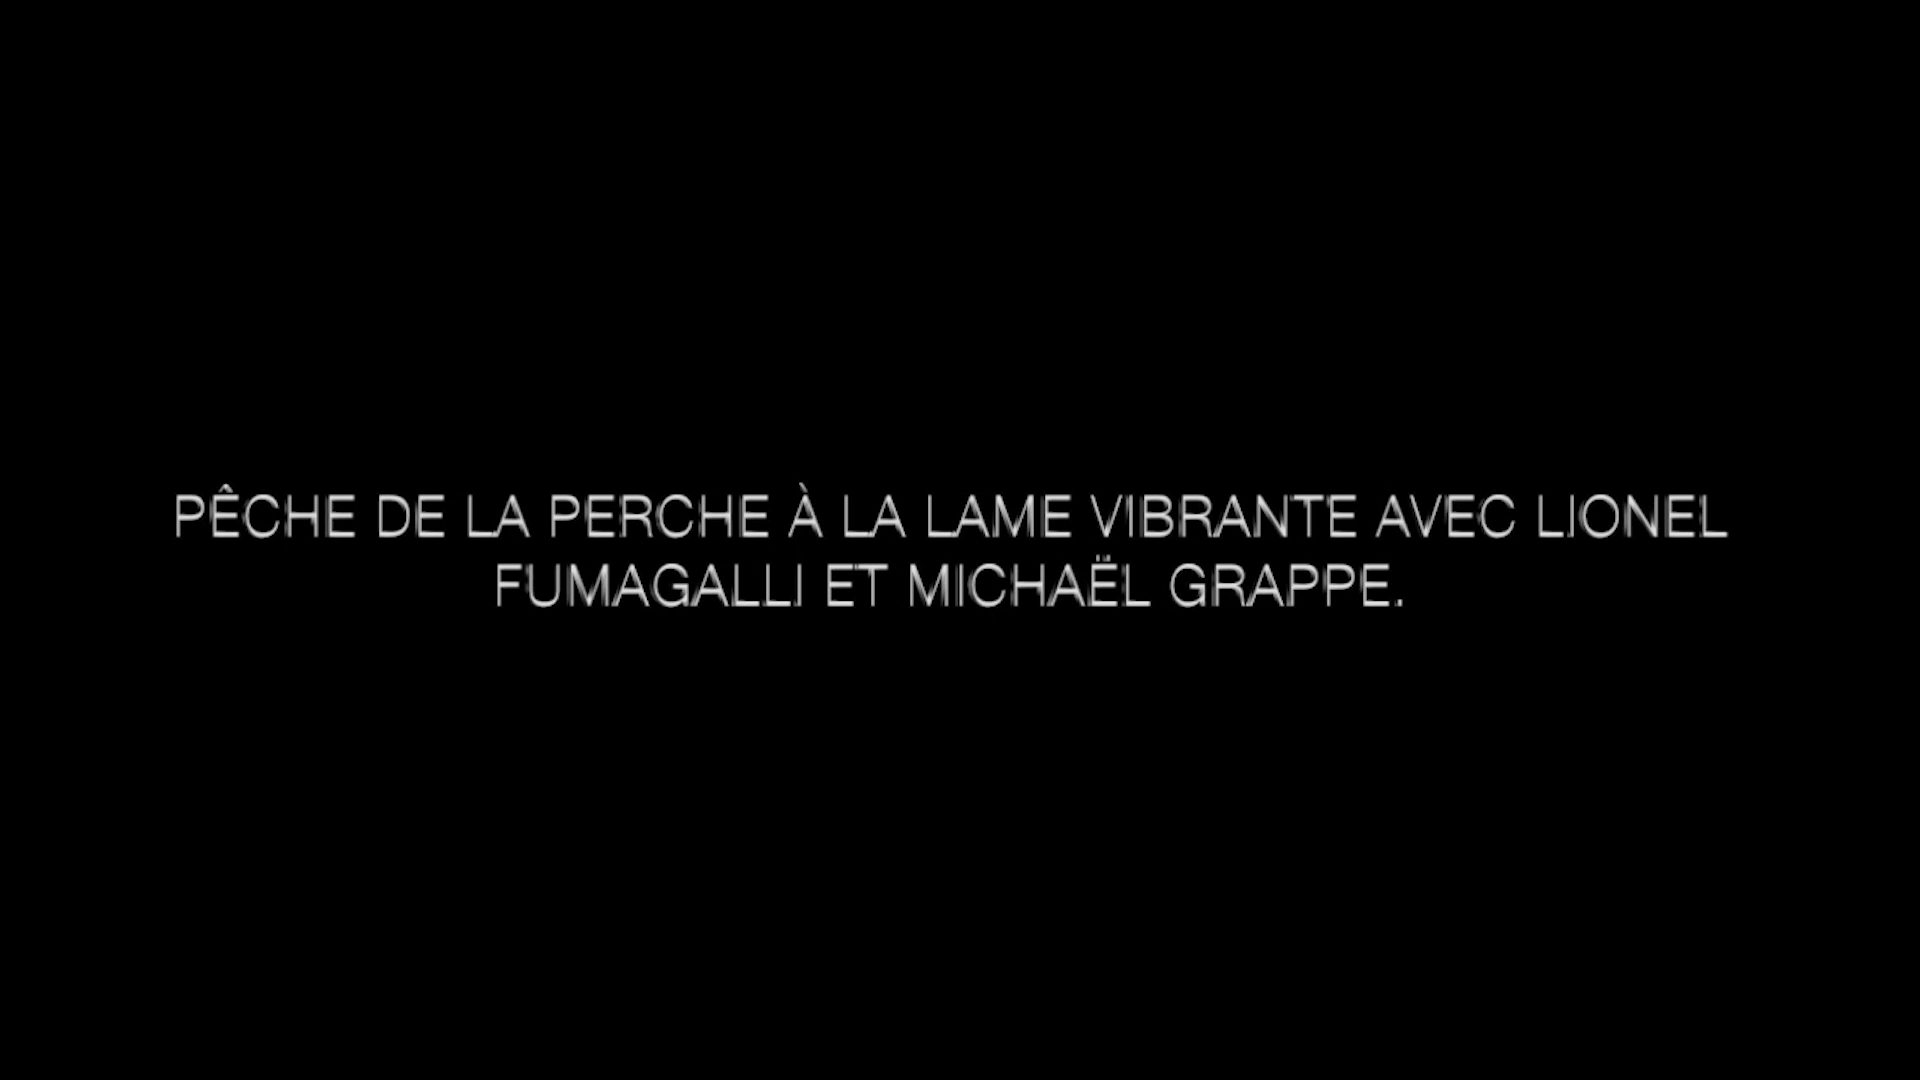 PÊCHE DE LA PERCHE À LA LAME VIBRANTE AVEC LIONEL
FUMAGALLI ET MICHAËL GRAPPE.